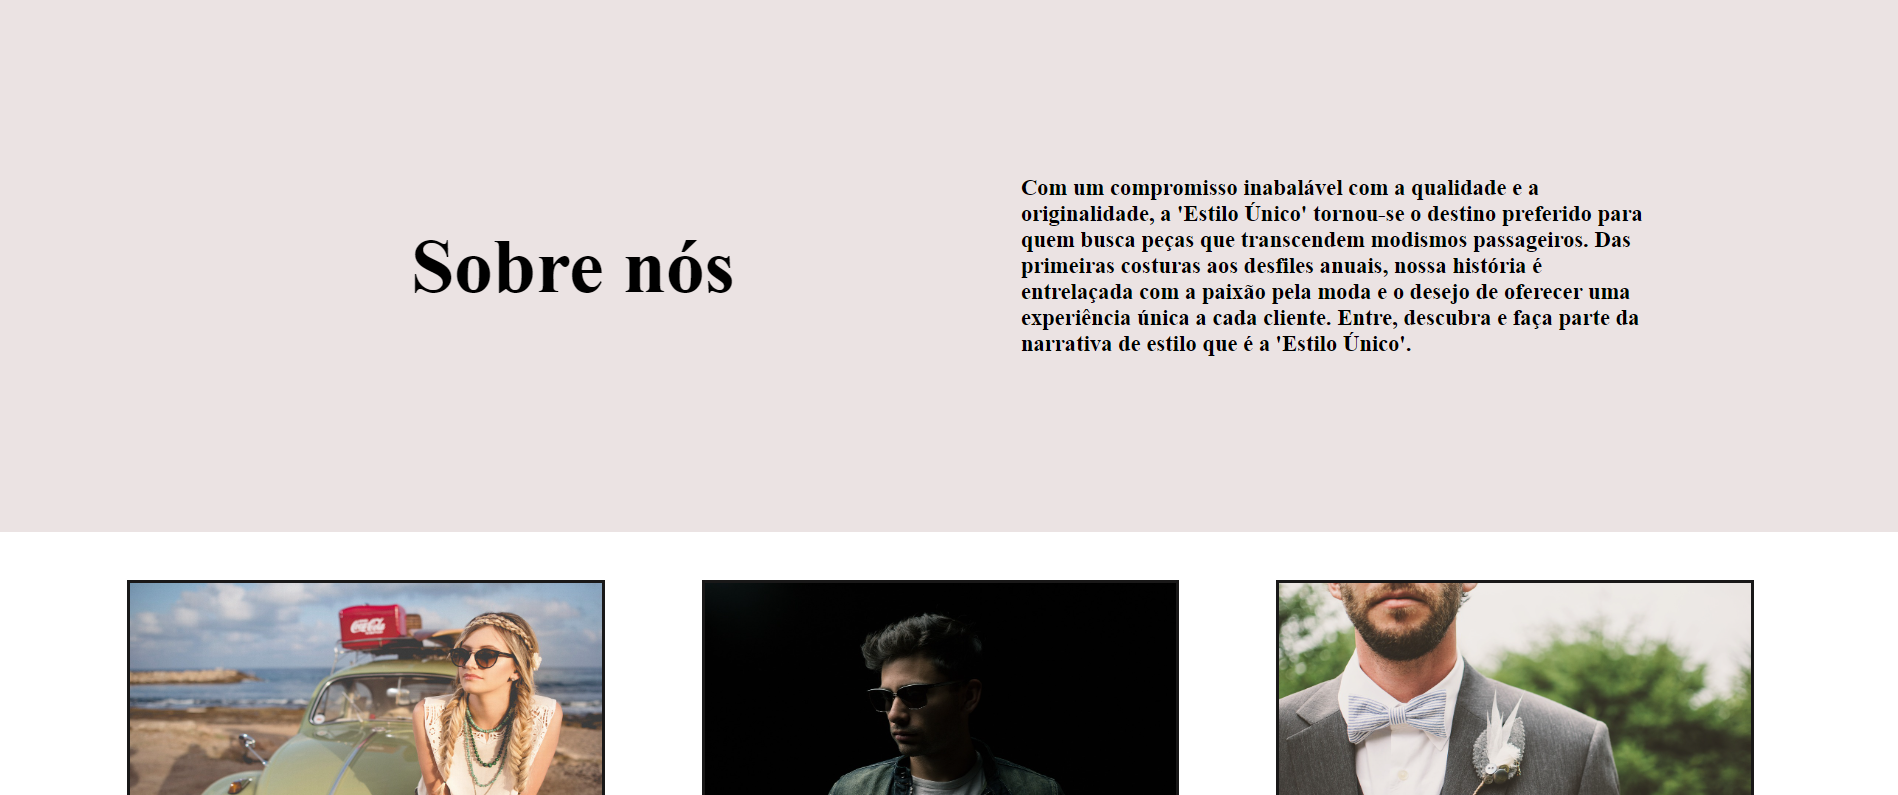 Sobre nós
Com um compromisso inabalável com a qualidade e a
originalidade, a 'Estilo Único' tornou-se o destino preferido para
quem busca peças que transcendem modismos passageiros. Das
primeiras costuras aos desfiles anuais, nossa história é
entrelaçada com a paixão pela moda e o desejo de oferecer uma
experiência única a cada cliente. Entre, descubra e faça parte da
narrativa de estilo que é a 'Estilo Único'.
Coca-Cola